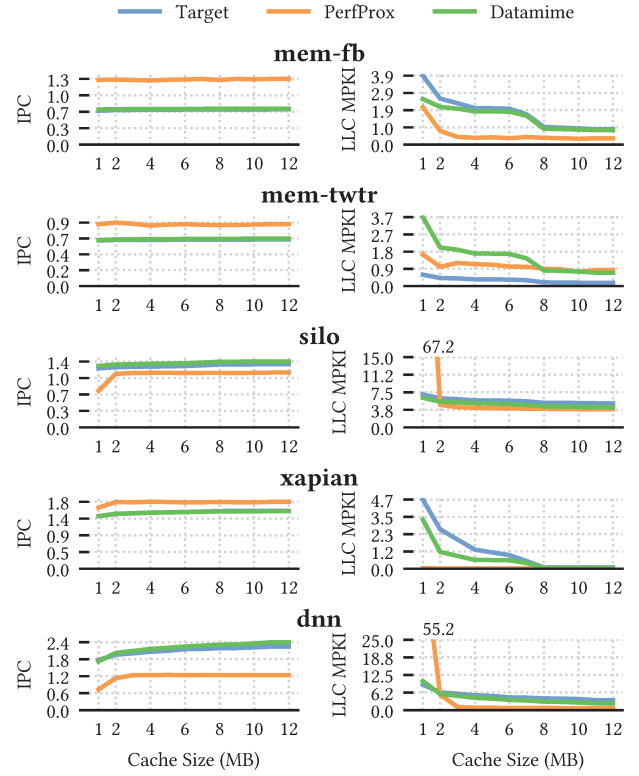 Target PerfProx Datamime
mem-fb
IPC
1.3
1.0
0.7
0.3
0.0
1 2 4 6 8 10 12
LLC MPKI
3.9
2.9
1.9
1.0
0.0
1 2 4 6 8 10 12
mem-twtr
IPC
0.9
0.7
0.4
0.2
0.0
1 2 4 6 8 10 12
LLC MPKI
3.7
2.7
1.8
0.9
0.0
1 2 4 6 8 10 12
silo
IPC
1.4
1.0
0.7
0.3
0.0
1 2 4 6 8 10 12
LLC MPKI
67.2
15.0
11.2
7.5
3.8
0.0
1 2 4 6 8 10 12
xapian
IPC
1.8
1.4
0.9
0.5
0.0
1 2 4 6 8 10 12
LLC MPKI
4.7
3.5
2.3
1.2
0.0
1 2 4 6 8 10 12
dnn
IPC
2.4
1.8
1.2
0.6
0.0
1 2 4 6 8 10 12
Cache Size (MB)
LLC MPKI
55.2
25.0
18.8
12.5
6.2
0.0
1 2 4 6 8 10 12
Cache Size (MB)